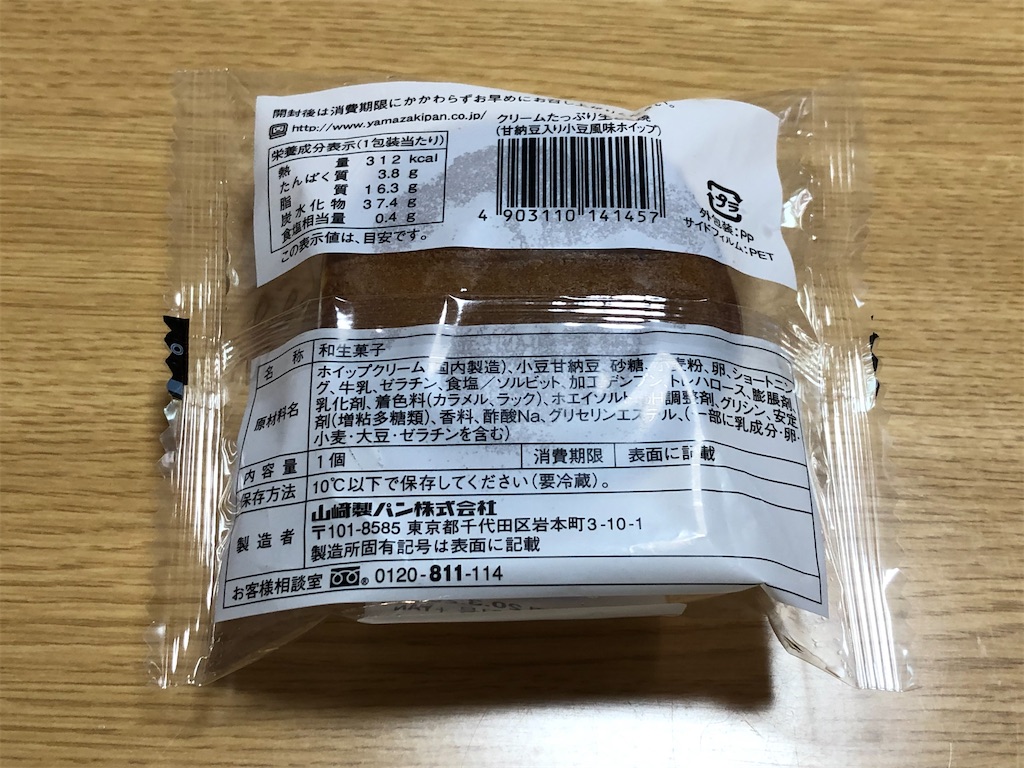 開封後は消費期限にかかわらずお早めにお召し上がりください。
http://www.yamazakipan.co.jp/
クリームたっぷり生
(甘納豆入り小豆風味ホイップ)
栄養成分表示(1包装当たり)
熱量 312 kcal
たんぱく質 3.8 g
脂質 16.3 g
炭水化物 37.4 g
食塩相当量 0.4 g
この表示値は、目安です。
4 903110 141457
プラ
外包装:PP
サイドフィルム:PET
名称 和生菓子
原材料名 ホイップクリーム(国内製造)、小豆甘納豆、砂糖、小麦粉、卵、ショートニン
グ、牛乳、ゼラチン、食塩/ソルビット、加工デンプン、トレハロース、膨脹剤、
乳化剤、着色料(カラメル、ラック)、ホエイソルト、pH調整剤、グリシン、安定
剤(増粘多糖類)、香料、酢酸Na、グリセリンエステル、(一部に乳成分・卵・
小麦・大豆・ゼラチンを含む)
内容量 1個 消費期限 表面に記載
保存方法 10℃以下で保存してください(要冷蔵)。
製造者 山崎製パン株式会社
〒101-8585 東京都千代田区岩本町3-10-1
製造所固有記号は表面に記載
お客様相談室 ® 0120-811-114